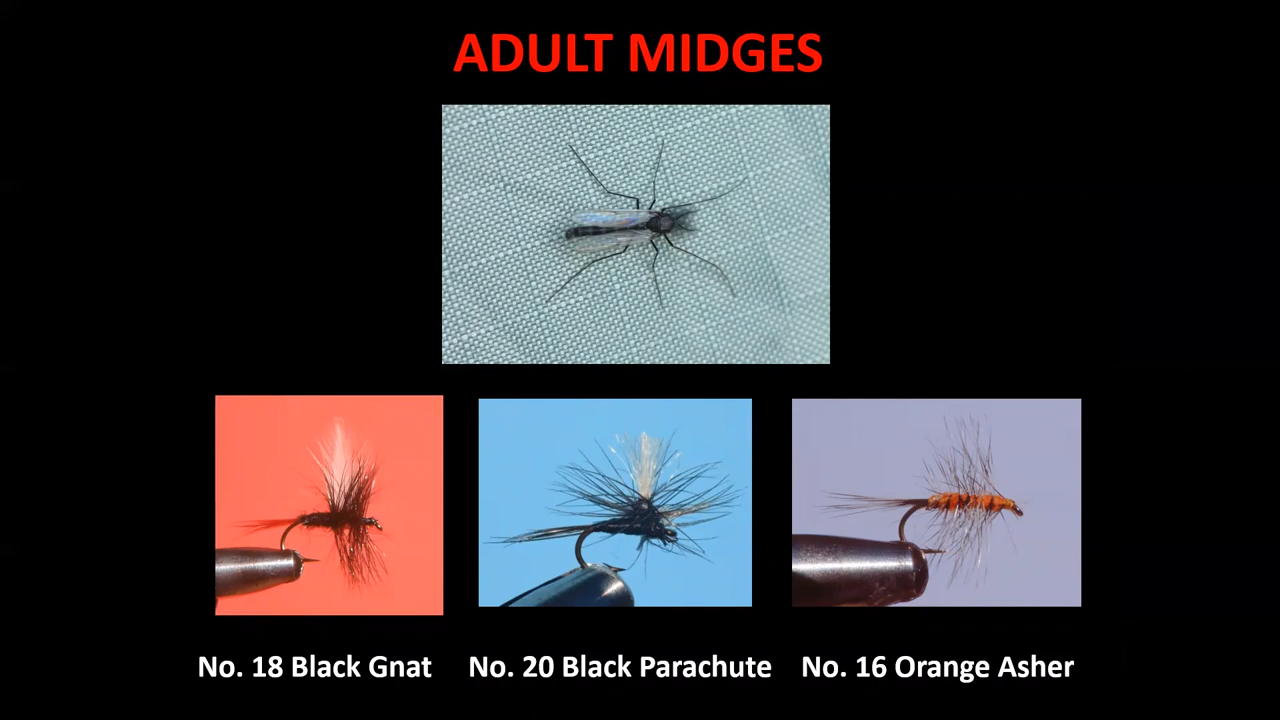 ADULT MIDGES
No. 18 Black Gnat
No. 20 Black Parachute
No. 16 Orange Asher